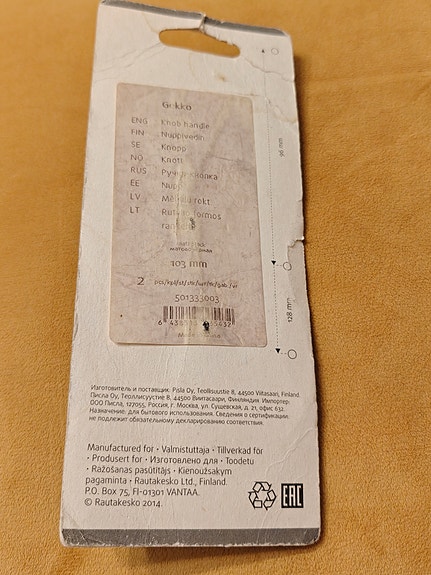 Gekko
ENG Knob handle
FIN Nuppivedin
SE Knopp
NO Knott
RUS Ручка кнопка
EE Nupp
LV Mēbeļu rokt
LT ormos
103 mm
2 pcs/kpl/st/stk/шт/tk/gab./vr
501333003
96 mm
128 mm
Изготовитель и поставщик: Pisla Oy, Teollisuustie 8, 44500 Viitasaari, Finland
Писла Оу, Теоллисуустие 8, 44500 Виитасаари, Финляндия. Импортер:
ООО Писла, 127055, Россия, г. Москва, ул. Сущевская, д. 21, офис 632.
Назначение: для бытового использования. Сведения о сертификации:
не подлежит обязательному декларированию соответствия.
Manufactured for • Valmistuttaja • Tillverkad för
• Produsert for • Изготовлено для • Toodetu
• Ražošanas pasūtītājs • Kienoužsakym
pagaminta • Rautakesko Ltd., Finland.
P.O. Box 75, FI-01301 VANTAA.
© Rautakesko 2014.
EAC